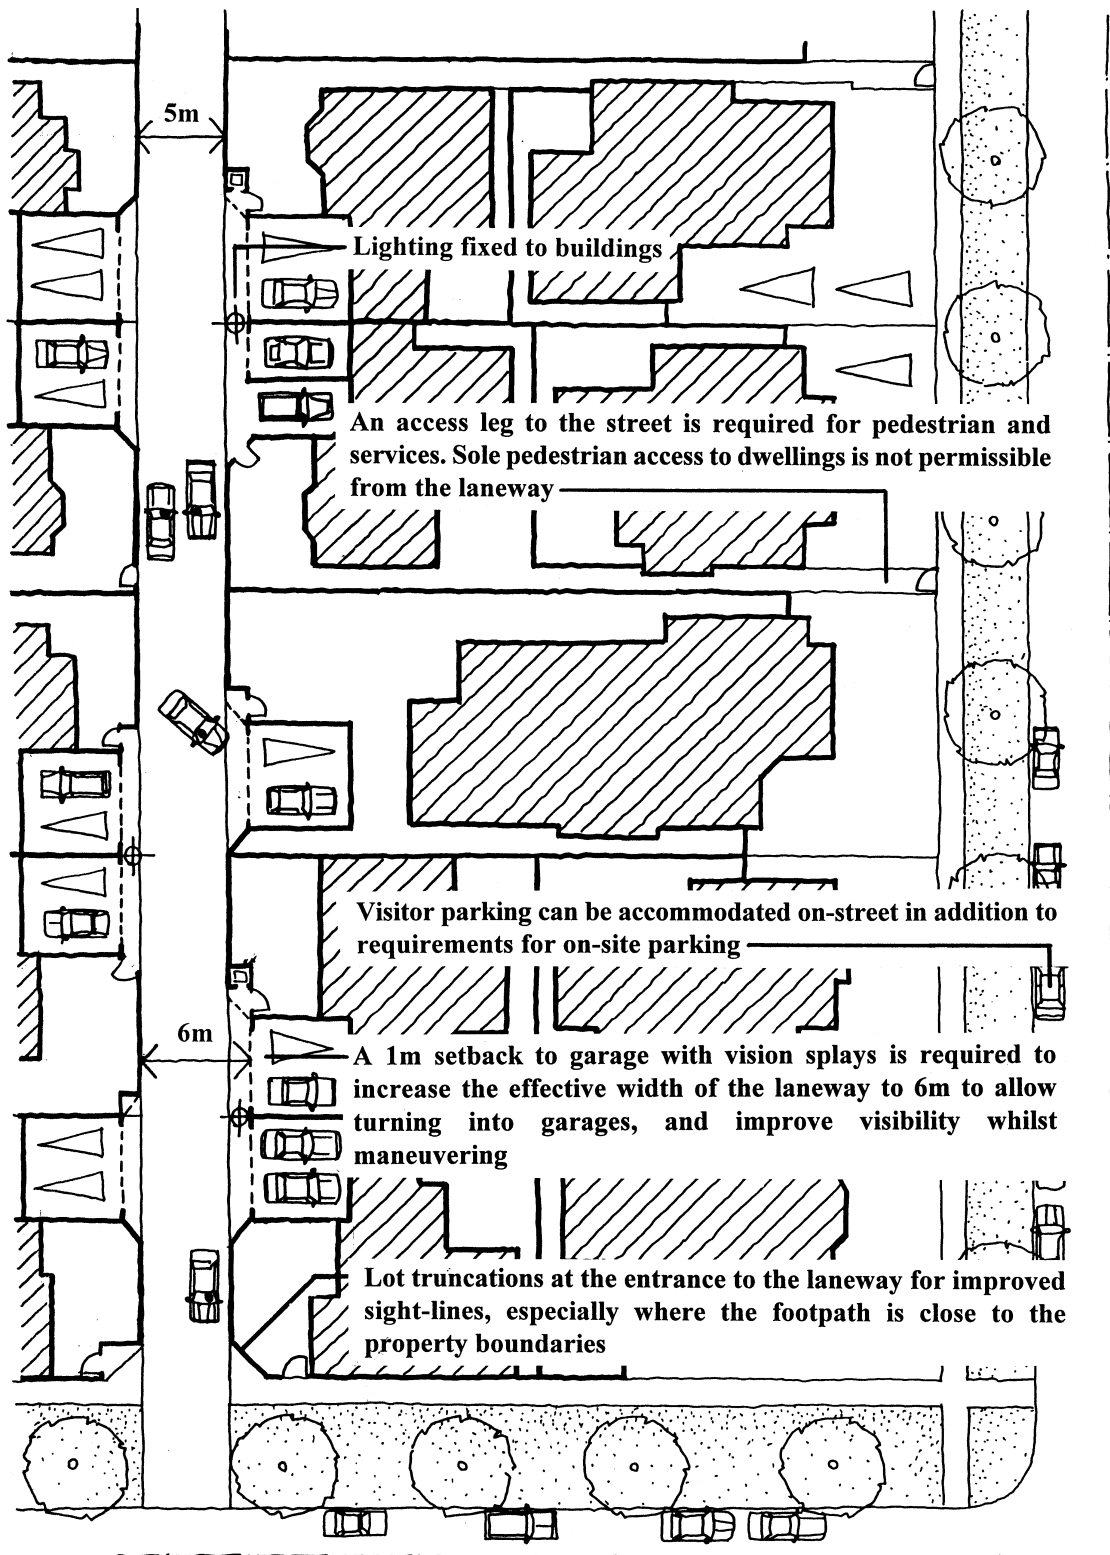 5m
Lighting fixed to buildings
An access leg to the street is required for pedestrian and
services. Sole pedestrian access to dwellings is not permissible
from the laneway
Visitor parking can be accommodated on-street in addition to
requirements for on-site parking
6m
A 1m setback to garage with vision splays is required to
increase the effective width of the laneway to 6m to allow
turning into garages, and improve visibility whilst
maneuvering
Lot truncations at the entrance to the laneway for improved
sight-lines, especially where the footpath is close to the
property boundaries